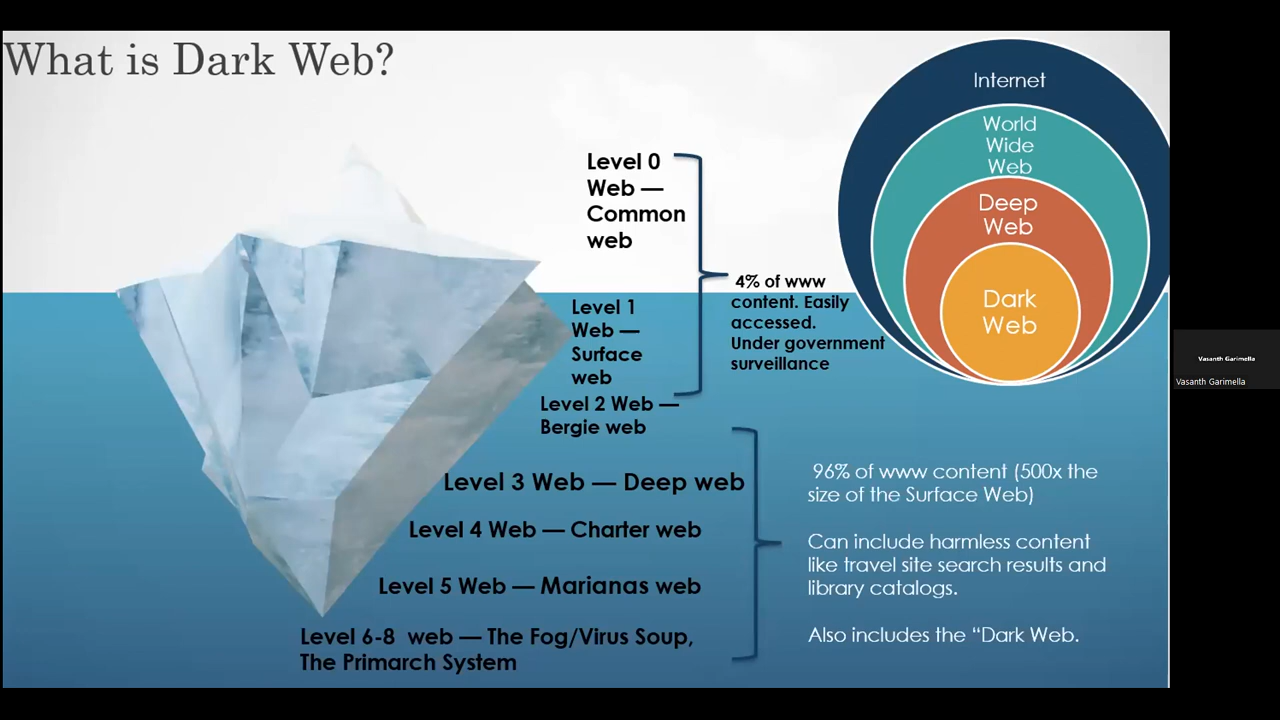 What is Dark Web?
Internet
World
Wide
Web
Deep
Web
Dark
Web
Level 0
Web —
Common
web
Level 1
Web —
Surface
web
Level 2 Web —
Bergie web
4% of www
content. Easily
accessed.
Under government
surveillance
Level 3 Web — Deep web
Level 4 Web — Charter web
Level 5 Web — Marianas web
Level 6-8 web — The Fog/Virus Soup,
The Primarch System
96% of www content (500x the
size of the Surface Web)
Can include harmless content
like travel site search results and
library catalogs.
Also includes the “Dark Web.
Vasanth Garimella
Vasanth Garimella